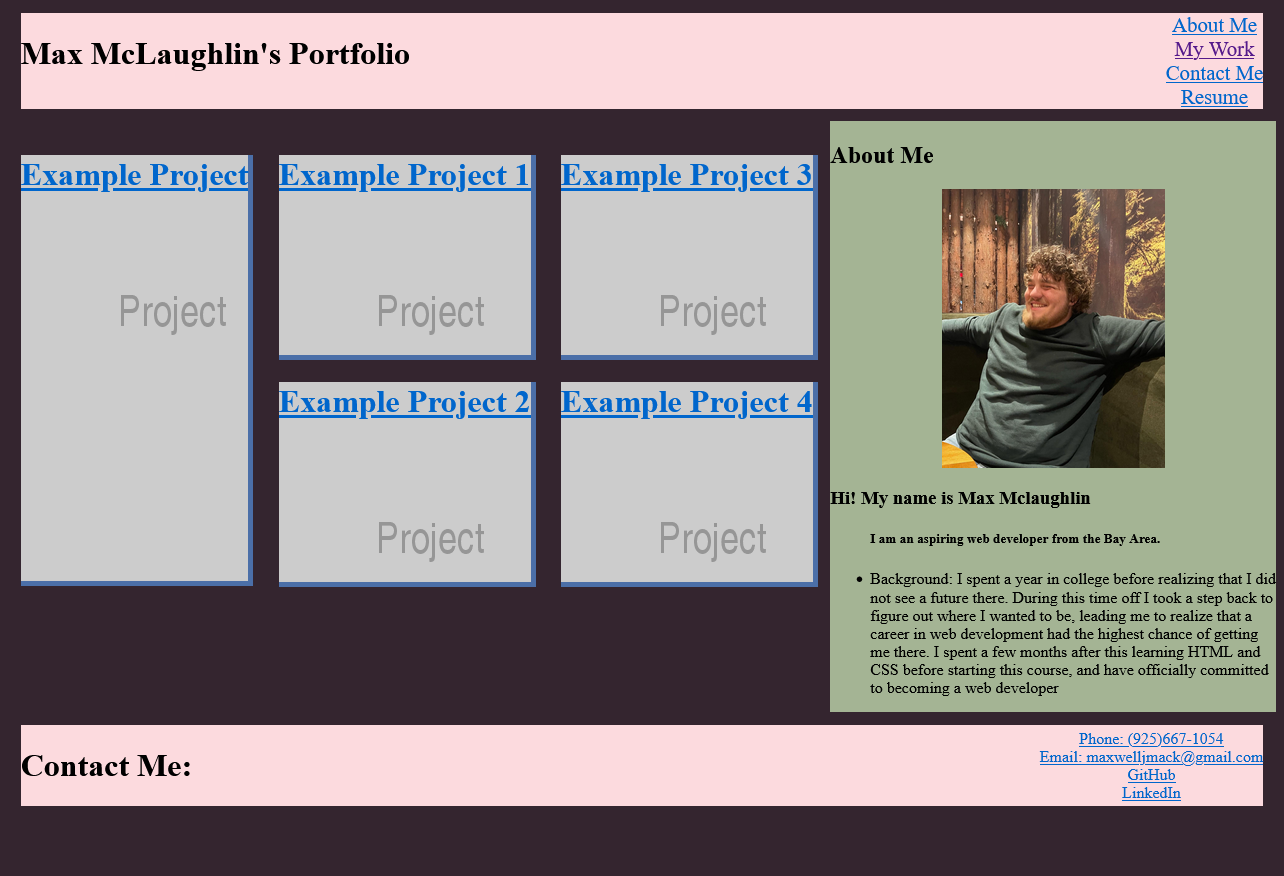 Max McLaughlin's Portfolio
About Me
My Work
Contact Me
Resume
Example Project
Project
Example Project 1
Project
Example Project 3
Project
Example Project 2
Project
Example Project 4
Project
About Me
Hi! My name is Max Mclaughlin
I am an aspiring web developer from the Bay Area.
• Background: I spent a year in college before realizing that I did
not see a future there. During this time off I took a step back to
figure out where I wanted to be, leading me to realize that a
career in web development had the highest chance of getting
me there. I spent a few months after this learning HTML and
CSS before starting this course, and have officially committed
to becoming a web developer
Contact Me:
Phone: (925)667-1054
Email: maxwelljmack@gmail.com
GitHub
LinkedIn